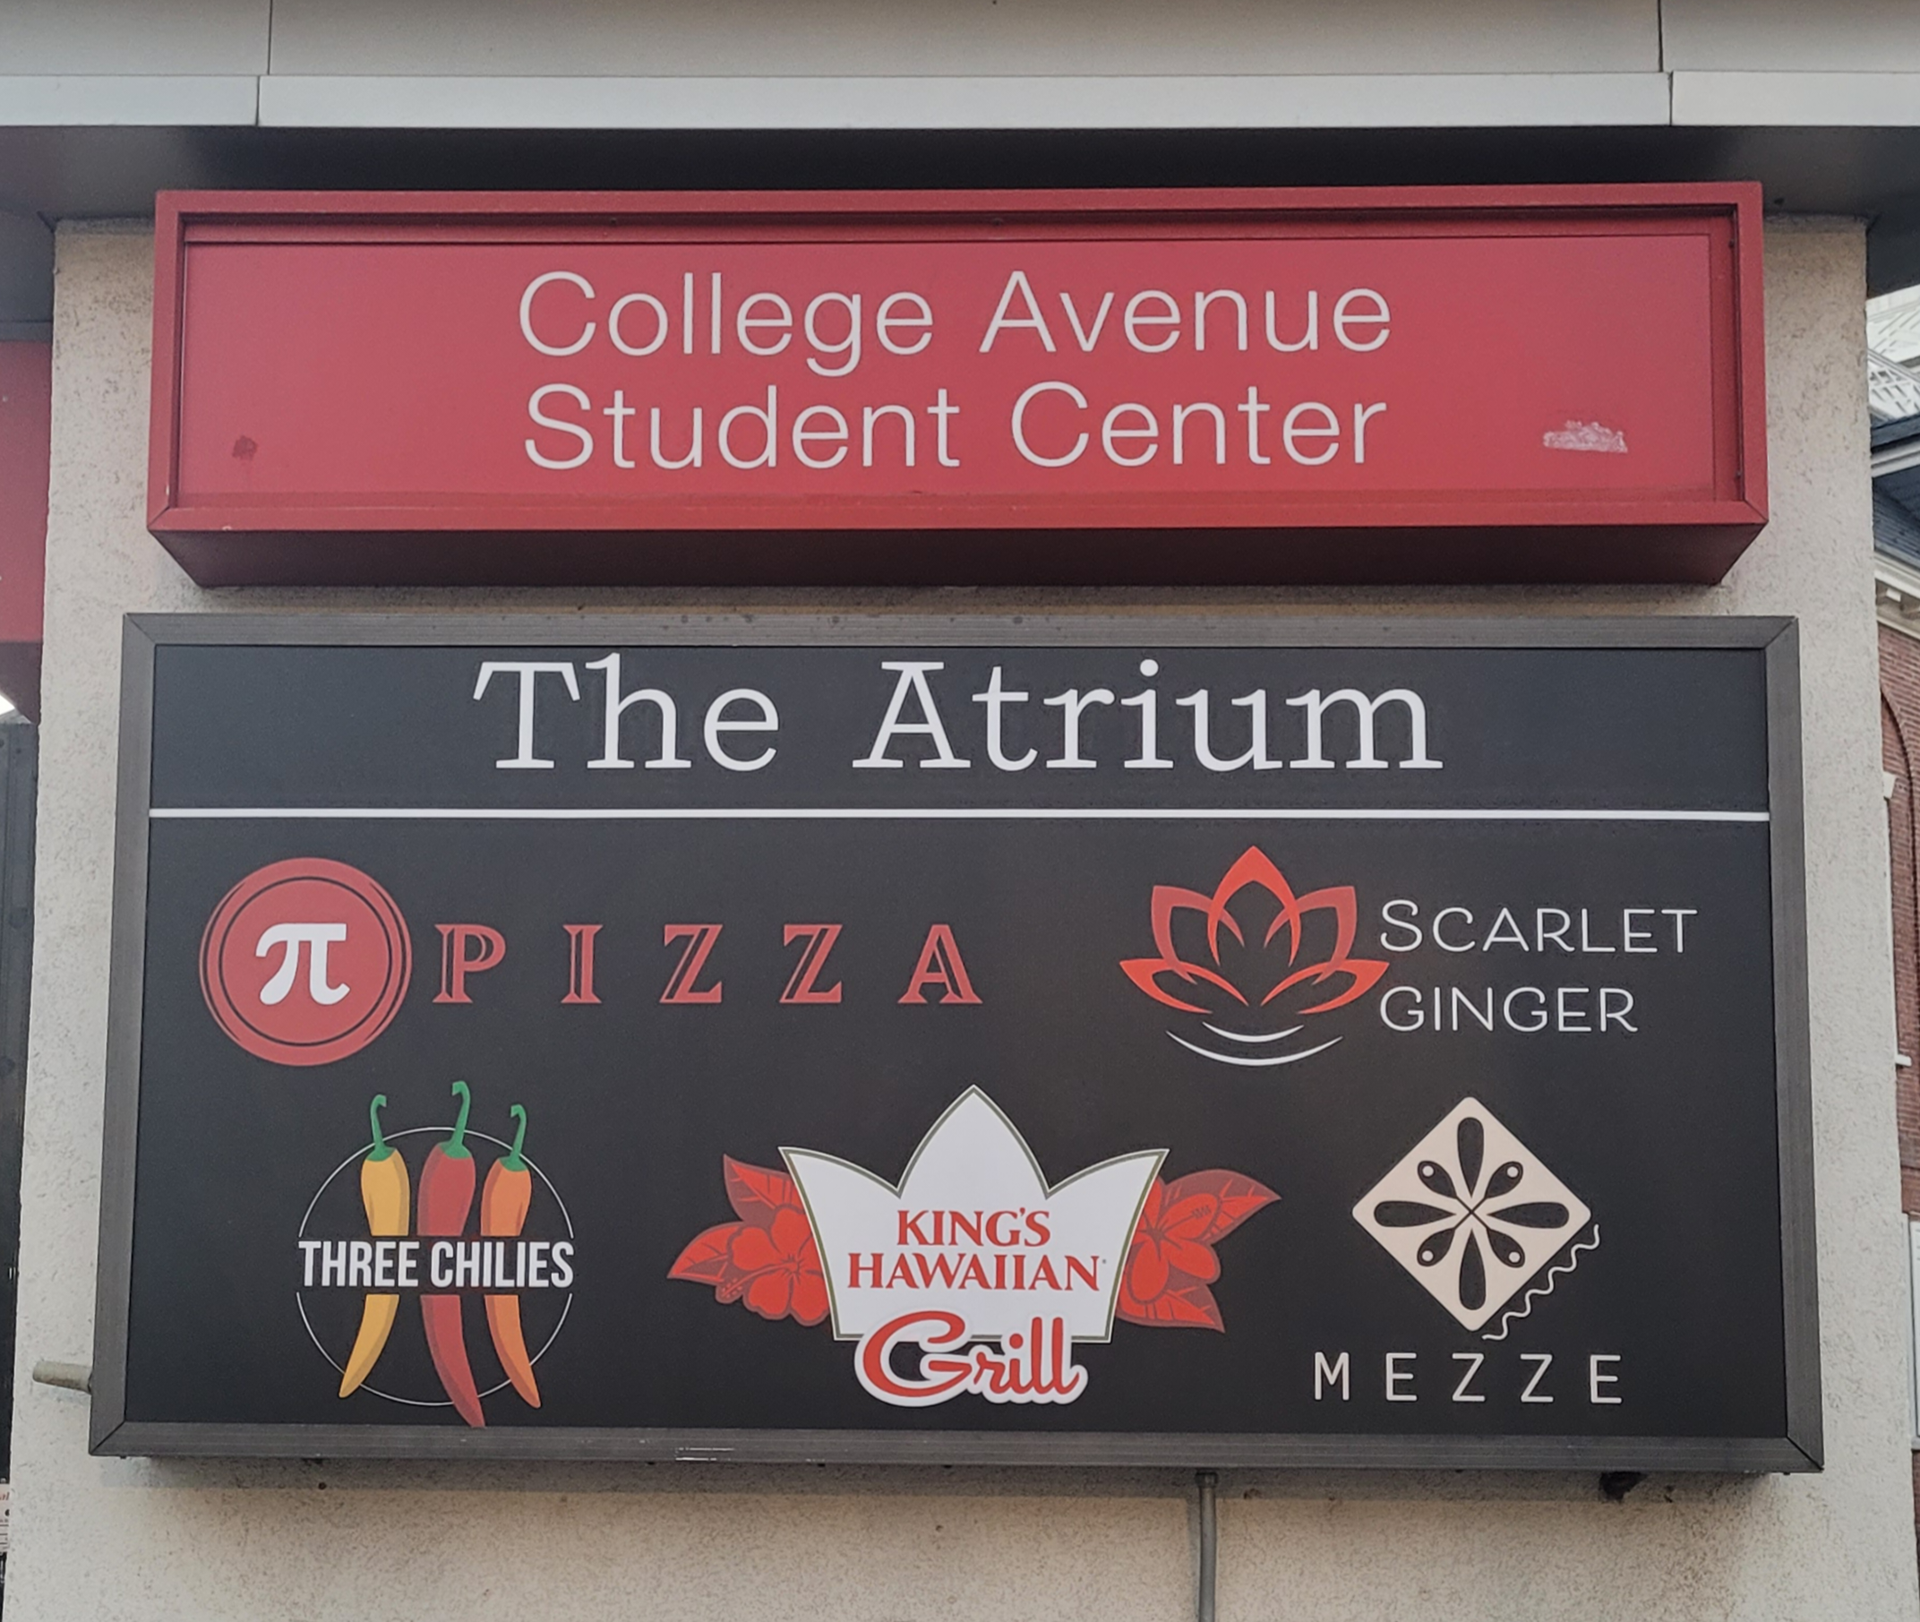 College Avenue
Student Center
The Atrium
π PIZZA
SCARLET
GINGER
THREE CHILIES
KING'S
HAWAIIAN
Grill
MEZZE